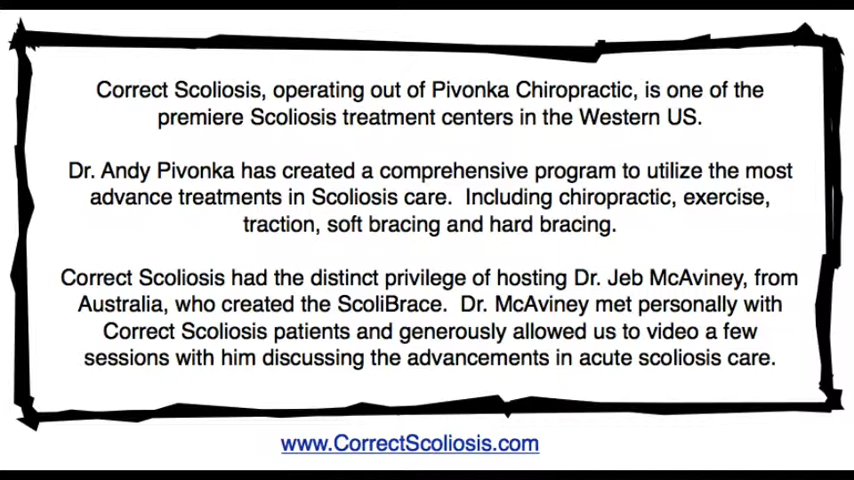 Correct Scoliosis, operating out of Pivonka Chiropractic, is one of the
premiere Scoliosis treatment centers in the Western US.
Dr. Andy Pivonka has created a comprehensive program to utilize the most
advance treatments in Scoliosis care.  Including chiropractic, exercise,
traction, soft bracing and hard bracing.
Correct Scoliosis had the distinct privilege of hosting Dr. Jeb McAviney, from
Australia, who created the ScoliBrace.  Dr. McAviney met personally with
Correct Scoliosis patients and generously allowed us to video a few
sessions with him discussing the advancements in acute scoliosis care.
www.CorrectScoliosis.com